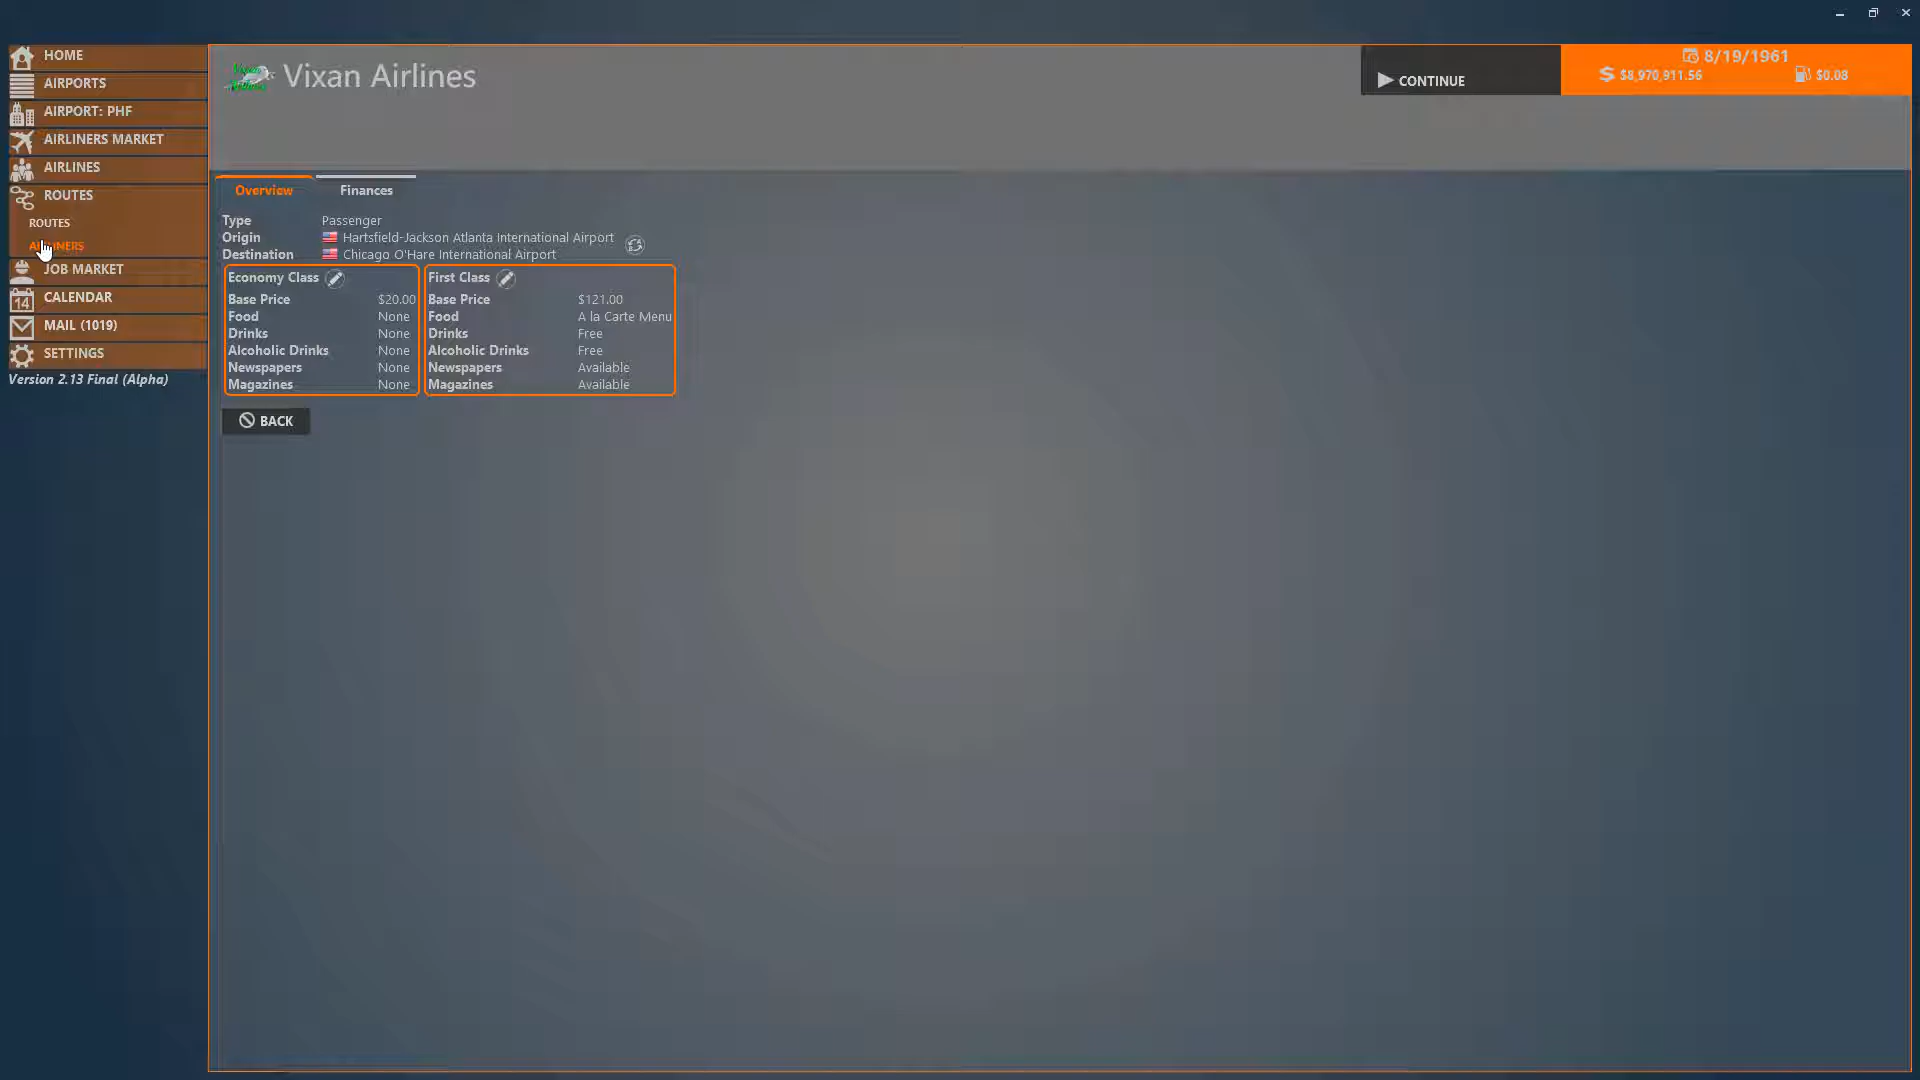 HOME
AIRPORTS
AIRPORT: PHF
AIRLINERS MARKET
AIRLINES
ROUTES
ROUTES
AIRLINERS
JOB MARKET
14 CALENDAR
MAIL (1019)
SETTINGS
Version 2.13 Final (Alpha)
Vixan Airlines
CONTINUE
8/19/1961
$8,970,911.56 $0.08
Overview Finances
Type Passenger
Origin Hartsfield-Jackson Atlanta International Airport
Destination Chicago O'Hare International Airport
Economy Class
Base Price $20.00
Food None
Drinks None
Alcoholic Drinks None
Newspapers None
Magazines None
First Class
Base Price $121.00
Food A la Carte Menu
Drinks Free
Alcoholic Drinks Free
Newspapers Available
Magazines Available
BACK